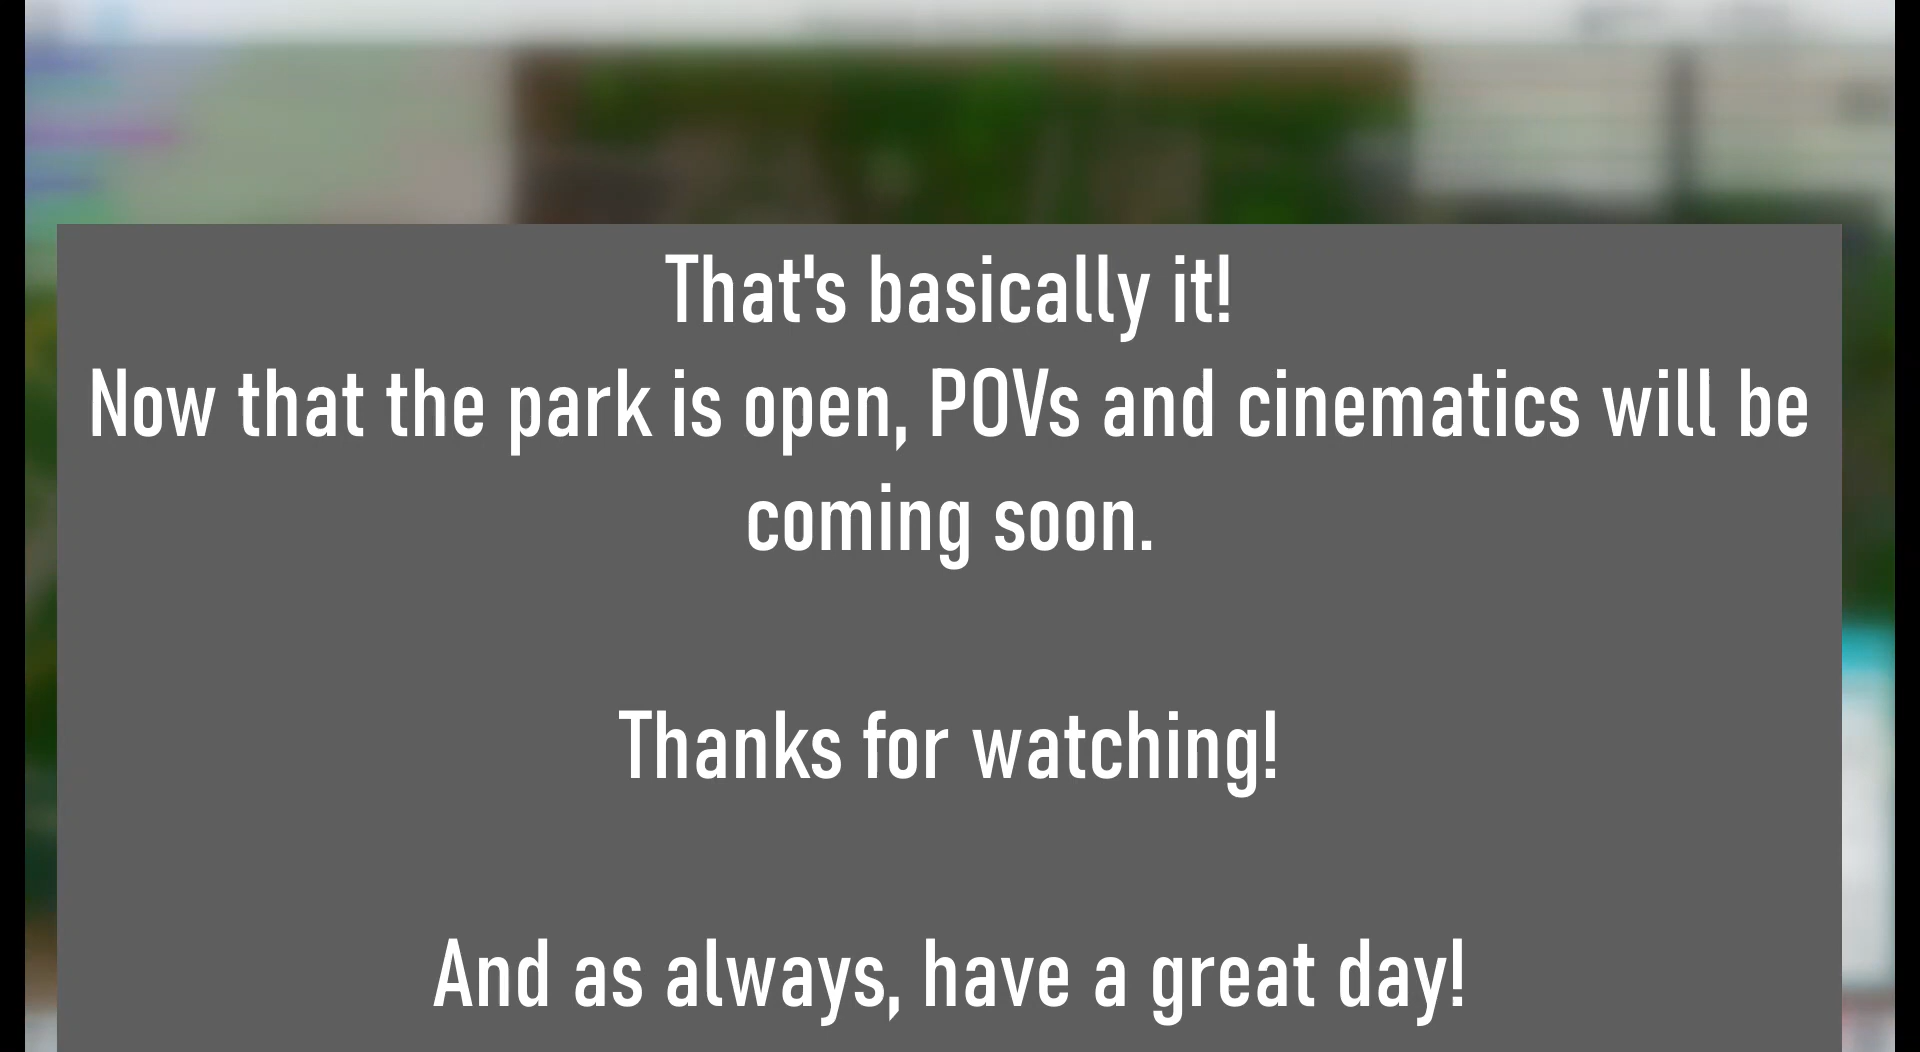 That's basically it!
Now that the park is open, POVs and cinematics will be
coming soon.
Thanks for watching!
And as always, have a great day!